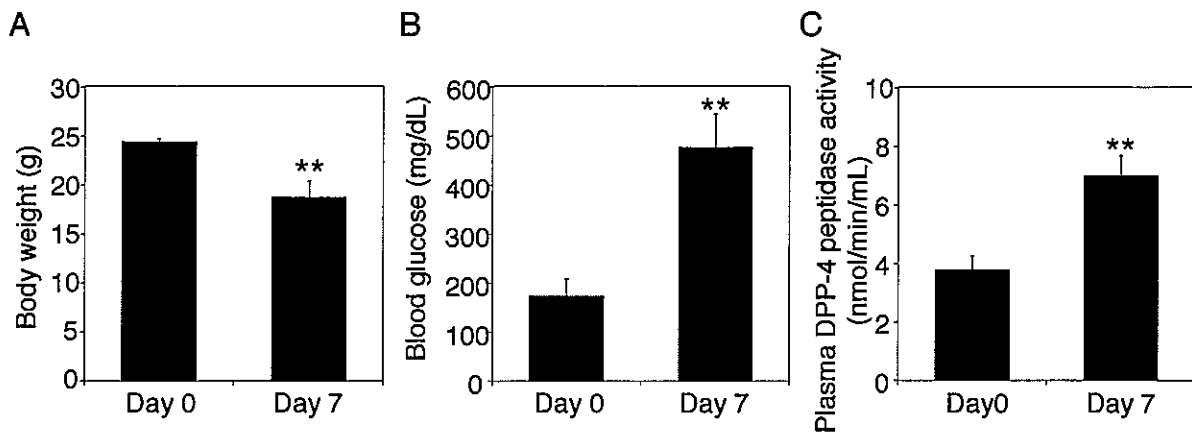 A
B
C
Body weight (g)
30
25
20
15
10
5
0
**
Day 0
Day 7
Blood glucose (mg/dL)
600
500
400
300
200
100
0
**
Day 0
Day 7
Plasma DPP-4 peptidase activity
(nmol/min/mL)
10
8
6
4
2
0
**
Day0
Day 7